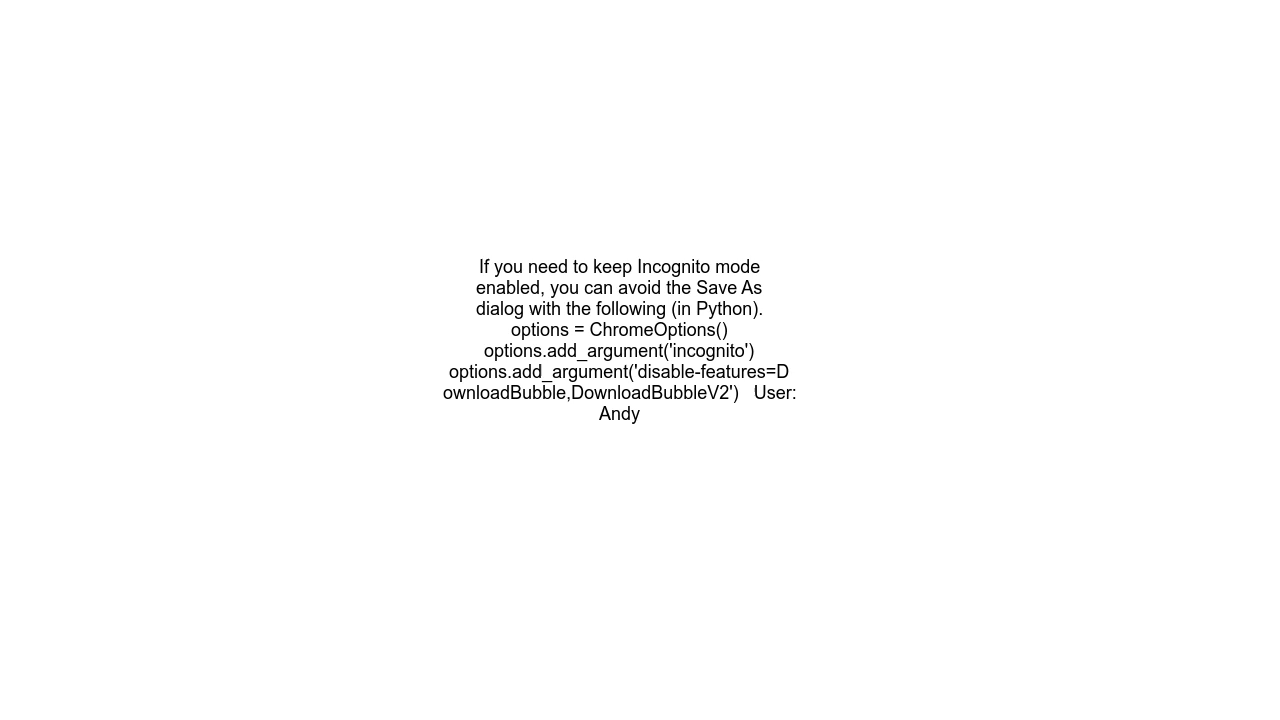 If you need to keep Incognito mode
enabled, you can avoid the Save As
dialog with the following (in Python).
options = ChromeOptions()
options.add_argument('incognito')
options.add_argument('disable-features=D
ownloadBubble,DownloadBubbleV2')   User:
Andy